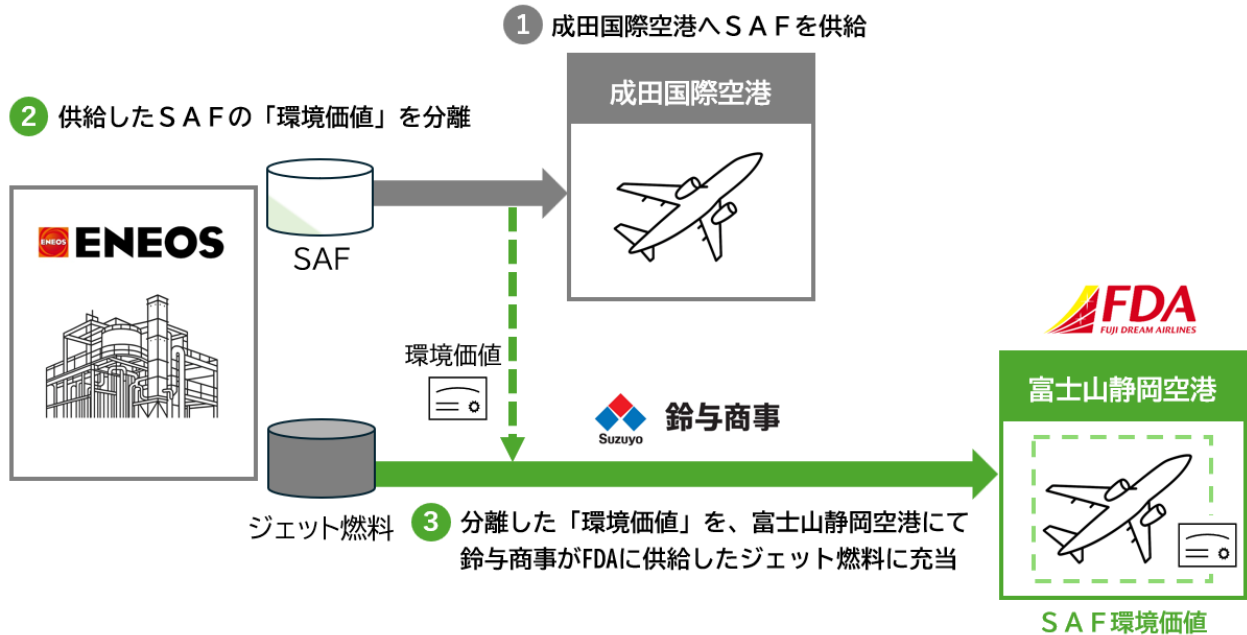 1 成田国際空港へＳＡＦを供給
成田国際空港
2 供給したＳＡＦの「環境価値」を分離
ENEOS
ENEOS
SAF
環境価値
FDA
FUJI DREAM AIRLINES
富士山静岡空港
Suzuyo
鈴与商事
ジェット燃料
3 分離した「環境価値」を、富士山静岡空港にて
鈴与商事がFDAに供給したジェット燃料に充当
ＳＡＦ環境価値